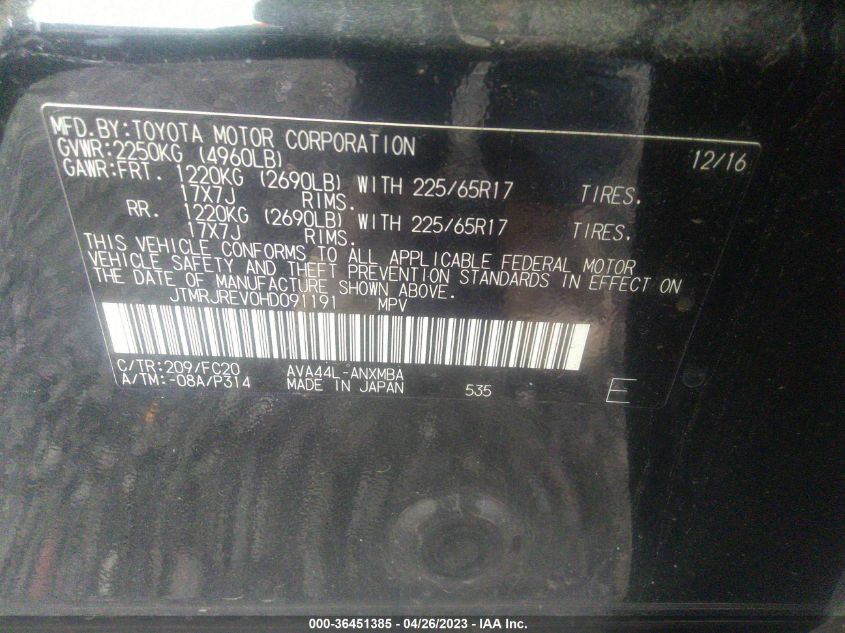 MFD.BY:TOYOTA MOTOR CORPORATION 12/16
GVWR:2250KG (4960LB)
GAWR:FRT. 1220KG (2690LB) WITH 225/65R17 TIRES.
17X7J RIMS.
RR. 1220KG (2690LB) WITH 225/65R17 TIRES.
17X7J RIMS.
THIS VEHICLE CONFORMS TO ALL APPLICABLE FEDERAL MOTOR
VEHICLE SAFETY AND THEFT PREVENTION STANDARDS IN EFFECT ON
THE DATE OF MANUFACTURE SHOWN ABOVE.
JTMRJREV0HD091191 MPV
C/TR:209/FC20 AVA44L-ANXMBA
A/TM:-08A/P314 MADE IN JAPAN 535 E
000-36451385 - 04/26/2023 - IAA Inc.